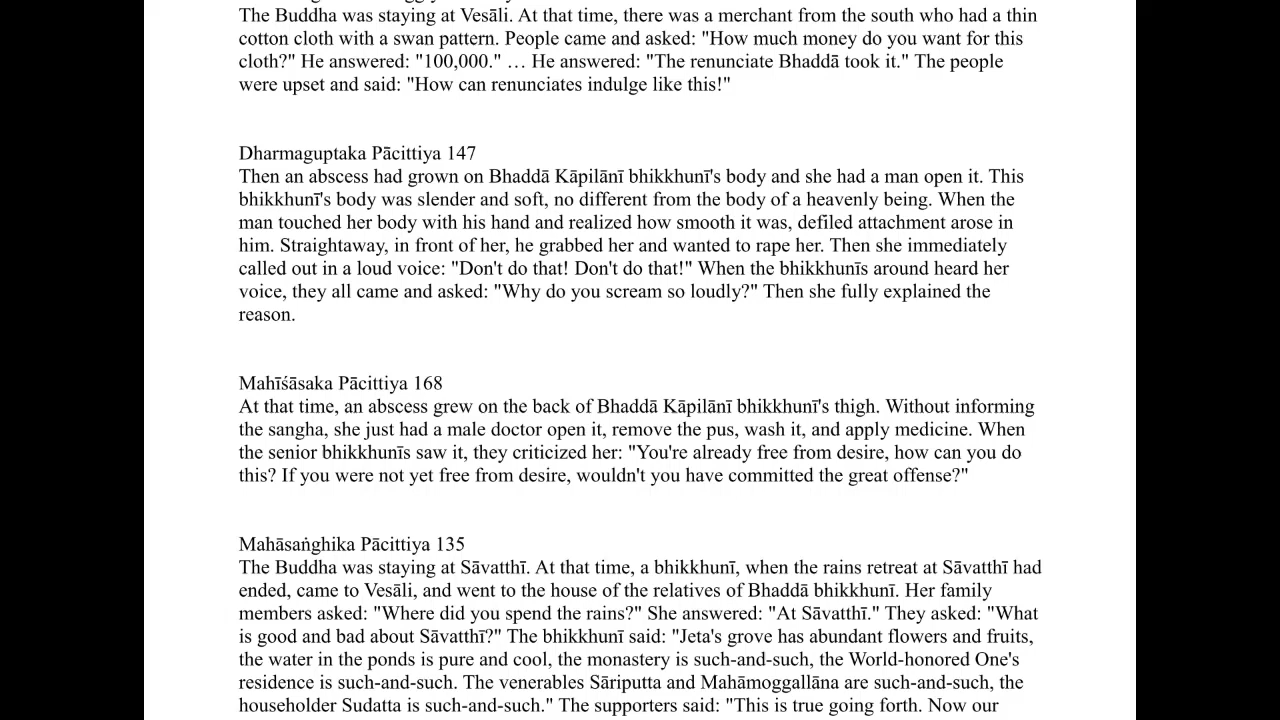 The Buddha was staying at Vesāli. At that time, there was a merchant from the south who had a thin
cotton cloth with a swan pattern. People came and asked: "How much money do you want for this
cloth?" He answered: "100,000." … He answered: "The renunciate Bhaddā took it." The people
were upset and said: "How can renunciates indulge like this!"
Dharmaguptaka Pācittiya 147
Then an abscess had grown on Bhaddā Kāpilānī bhikkhunī's body and she had a man open it. This
bhikkhunī's body was slender and soft, no different from the body of a heavenly being. When the
man touched her body with his hand and realized how smooth it was, defiled attachment arose in
him. Straightaway, in front of her, he grabbed her and wanted to rape her. Then she immediately
called out in a loud voice: "Don't do that! Don't do that!" When the bhikkhunīs around heard her
voice, they all came and asked: "Why do you scream so loudly?" Then she fully explained the
reason.
Mahīśāsaka Pācittiya 168
At that time, an abscess grew on the back of Bhaddā Kāpilānī bhikkhunī's thigh. Without informing
the sangha, she just had a male doctor open it, remove the pus, wash it, and apply medicine. When
the senior bhikkhunīs saw it, they criticized her: "You're already free from desire, how can you do
this? If you were not yet free from desire, wouldn't you have committed the great offense?"
Mahāsaṅghika Pācittiya 135
The Buddha was staying at Sāvatthī. At that time, a bhikkhunī, when the rains retreat at Sāvatthī had
ended, came to Vesāli, and went to the house of the relatives of Bhaddā bhikkhunī. Her family
members asked: "Where did you spend the rains?" She answered: "At Sāvatthī." They asked: "What
is good and bad about Sāvatthī?" The bhikkhunī said: "Jeta's grove has abundant flowers and fruits,
the water in the ponds is pure and cool, the monastery is such-and-such, the World-honored One's
residence is such-and-such. The venerables Sāriputta and Mahāmoggallāna are such-and-such, the
householder Sudatta is such-and-such." The supporters said: "This is true going forth. Now our